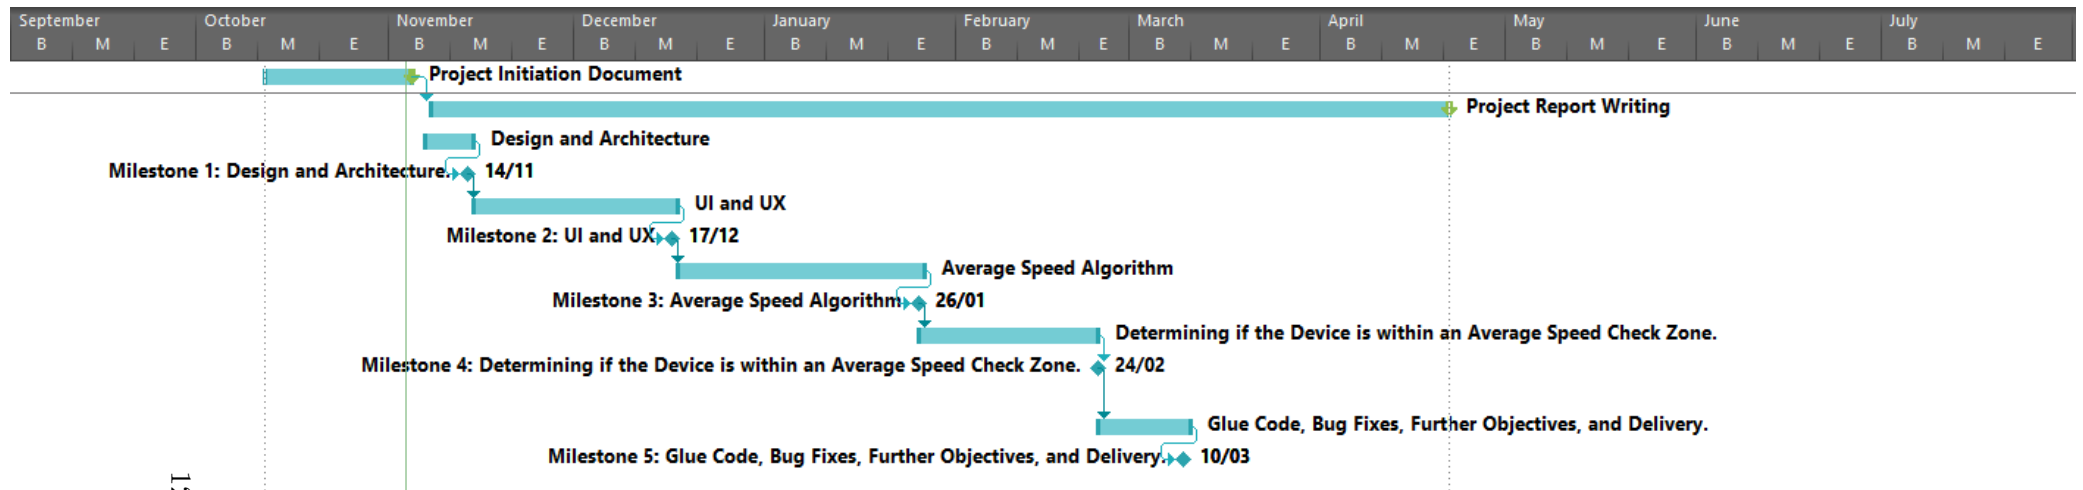 September October November December January February March April May June July
B M E B M E B M E B M E B M E B M E B M E B M E B M E B M E B M E
Project Initiation Document
Project Report Writing
Design and Architecture
Milestone 1: Design and Architecture. 14/11
UI and UX
Milestone 2: UI and UX 17/12
Average Speed Algorithm
Milestone 3: Average Speed Algorithm 26/01
Determining if the Device is within an Average Speed Check Zone.
Milestone 4: Determining if the Device is within an Average Speed Check Zone. 24/02
Glue Code, Bug Fixes, Further Objectives, and Delivery.
Milestone 5: Glue Code, Bug Fixes, Further Objectives, and Delivery. 10/03